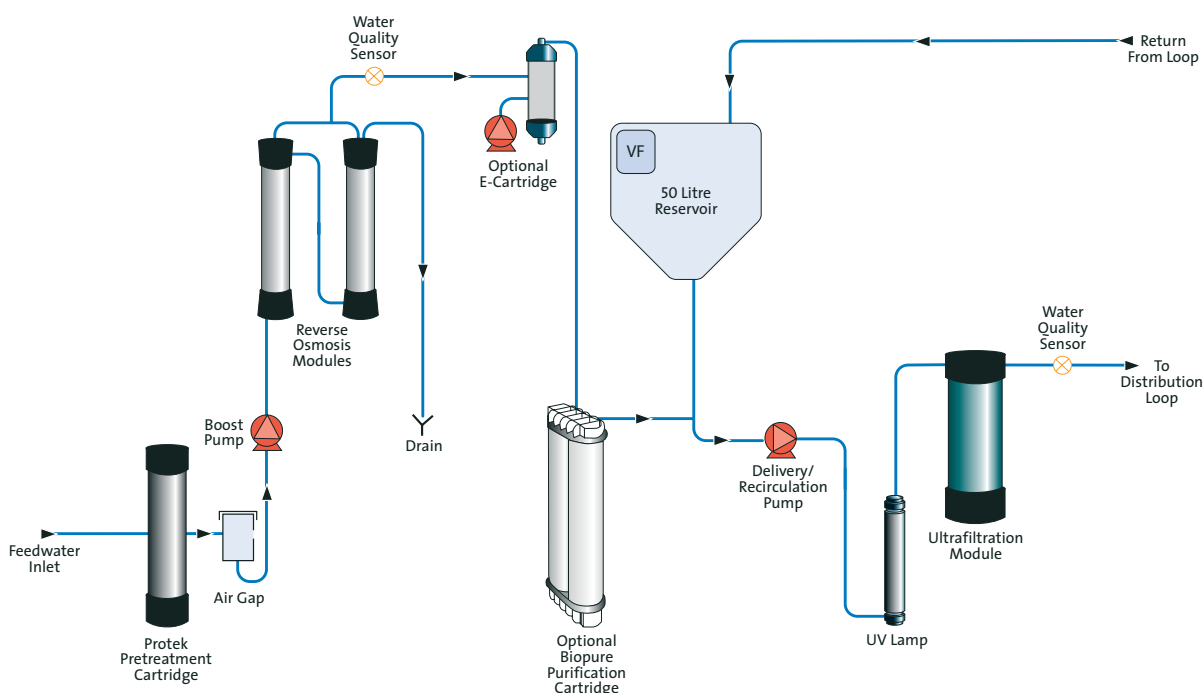 Water
Quality
Sensor
Return
From Loop
Optional
E-Cartridge
VF
50 Litre
Reservoir
Reverse
Osmosis
Modules
Water
Quality
Sensor
To
Distribution
Loop
Boost
Pump
Drain
Delivery/
Recirculation
Pump
Feedwater
Inlet
Air Gap
Ultrafiltration
Module
Protek
Pretreatment
Cartridge
Optional
Biopure
Purification
Cartridge
UV Lamp